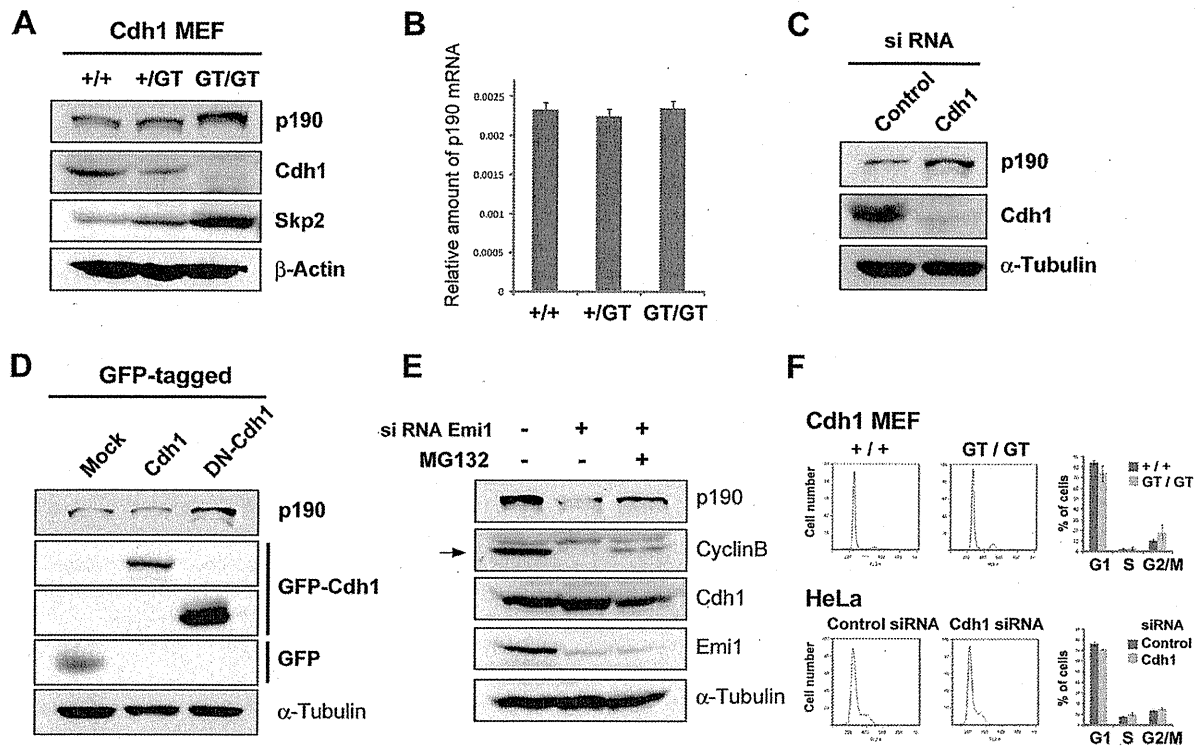 A
Cdh1 MEF
+/+ +/GT GT/GT
p190
Cdh1
Skp2
β-Actin
B
Relative amount of p190 mRNA
0.0025
0.002
0.0015
0.001
0.0005
0
+/+ +/GT GT/GT
C
si RNA
Control Cdh1
p190
Cdh1
α-Tubulin
D
GFP-tagged
Mock Cdh1 DN-Cdh1
p190
GFP-Cdh1
GFP
α-Tubulin
E
si RNA Emi1 - + +
MG132 - - +
p190
CyclinB
Cdh1
Emi1
α-Tubulin
F
Cdh1 MEF
+ / + GT / GT
Cell number
% of cells
+ / +
GT / GT
G1 S G2/M
HeLa
Control siRNA Cdh1 siRNA
Cell number
% of cells
siRNA
Control
Cdh1
G1 S G2/M